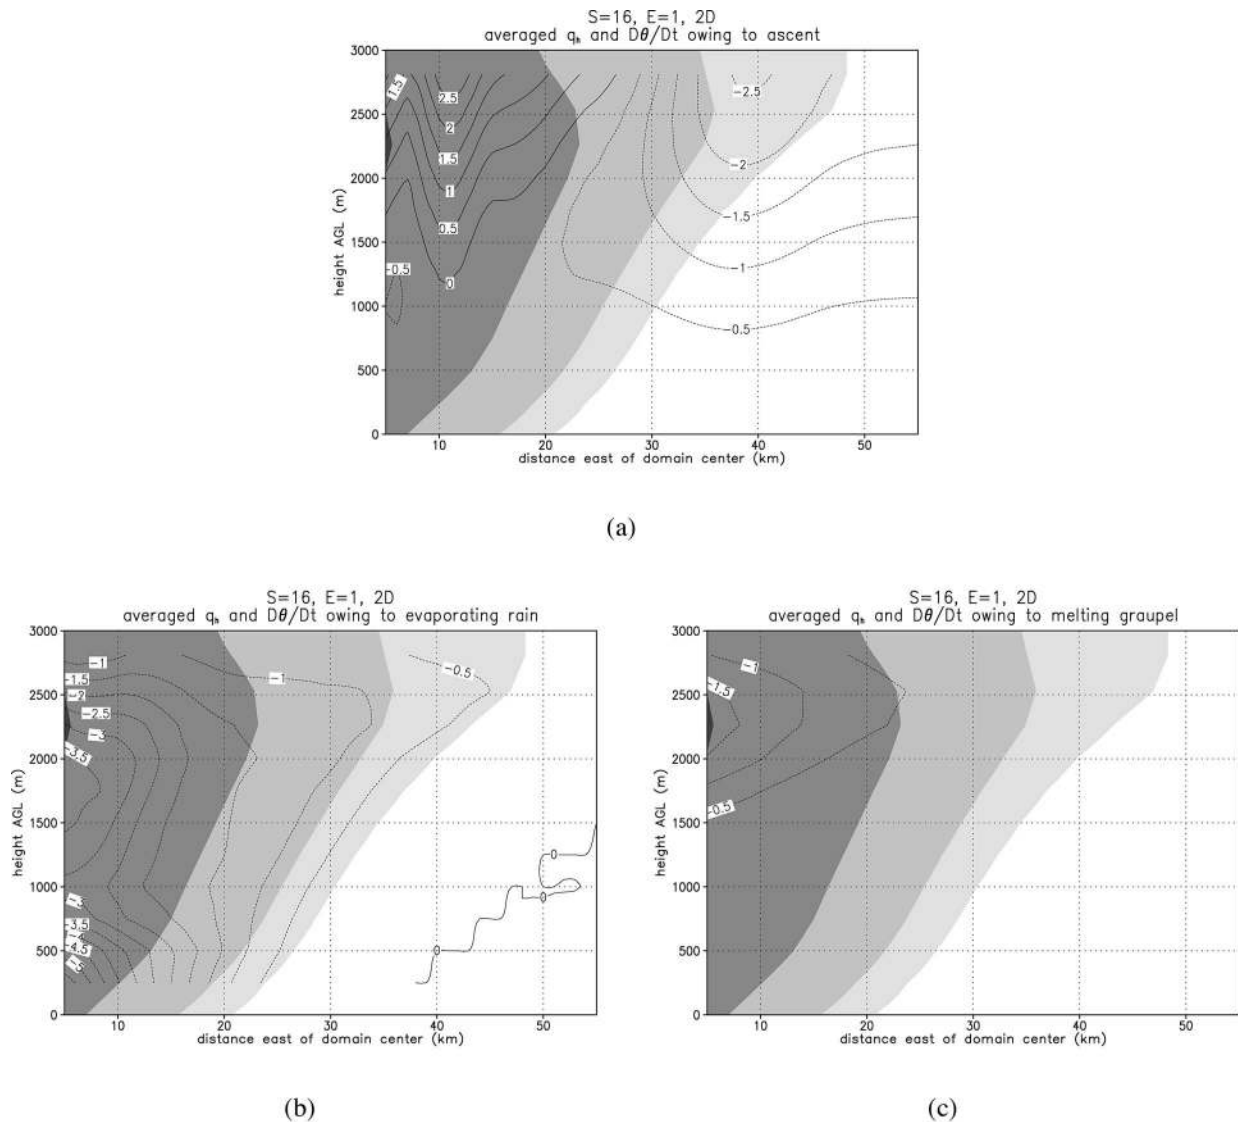 S=16, E=1, 2D
averaged qₕ and Dθ/Dt owing to ascent
3000
2500
2000
1500
1000
500
0
height AGL (m)
1.5
2.5
2
1.5
1
0.5
0
-0.5
-2.5
-2
-1.5
-1
-0.5
10 20 30 40 50
distance east of domain center (km)
(a)
S=16, E=1, 2D
averaged qₕ and Dθ/Dt owing to evaporating rain
3000
2500
2000
1500
1000
500
0
height AGL (m)
-1
-1.5
-2
-2.5
-3
-3.5
-1
-0.5
-3
-3.5
-4
-4.5
-5
0
0
0
10 20 30 40 50
distance east of domain center (km)
(b)
S=16, E=1, 2D
averaged qₕ and Dθ/Dt owing to melting graupel
3000
2500
2000
1500
1000
500
0
height AGL (m)
-1
-1.5
-0.5
10 20 30 40 50
distance east of domain center (km)
(c)